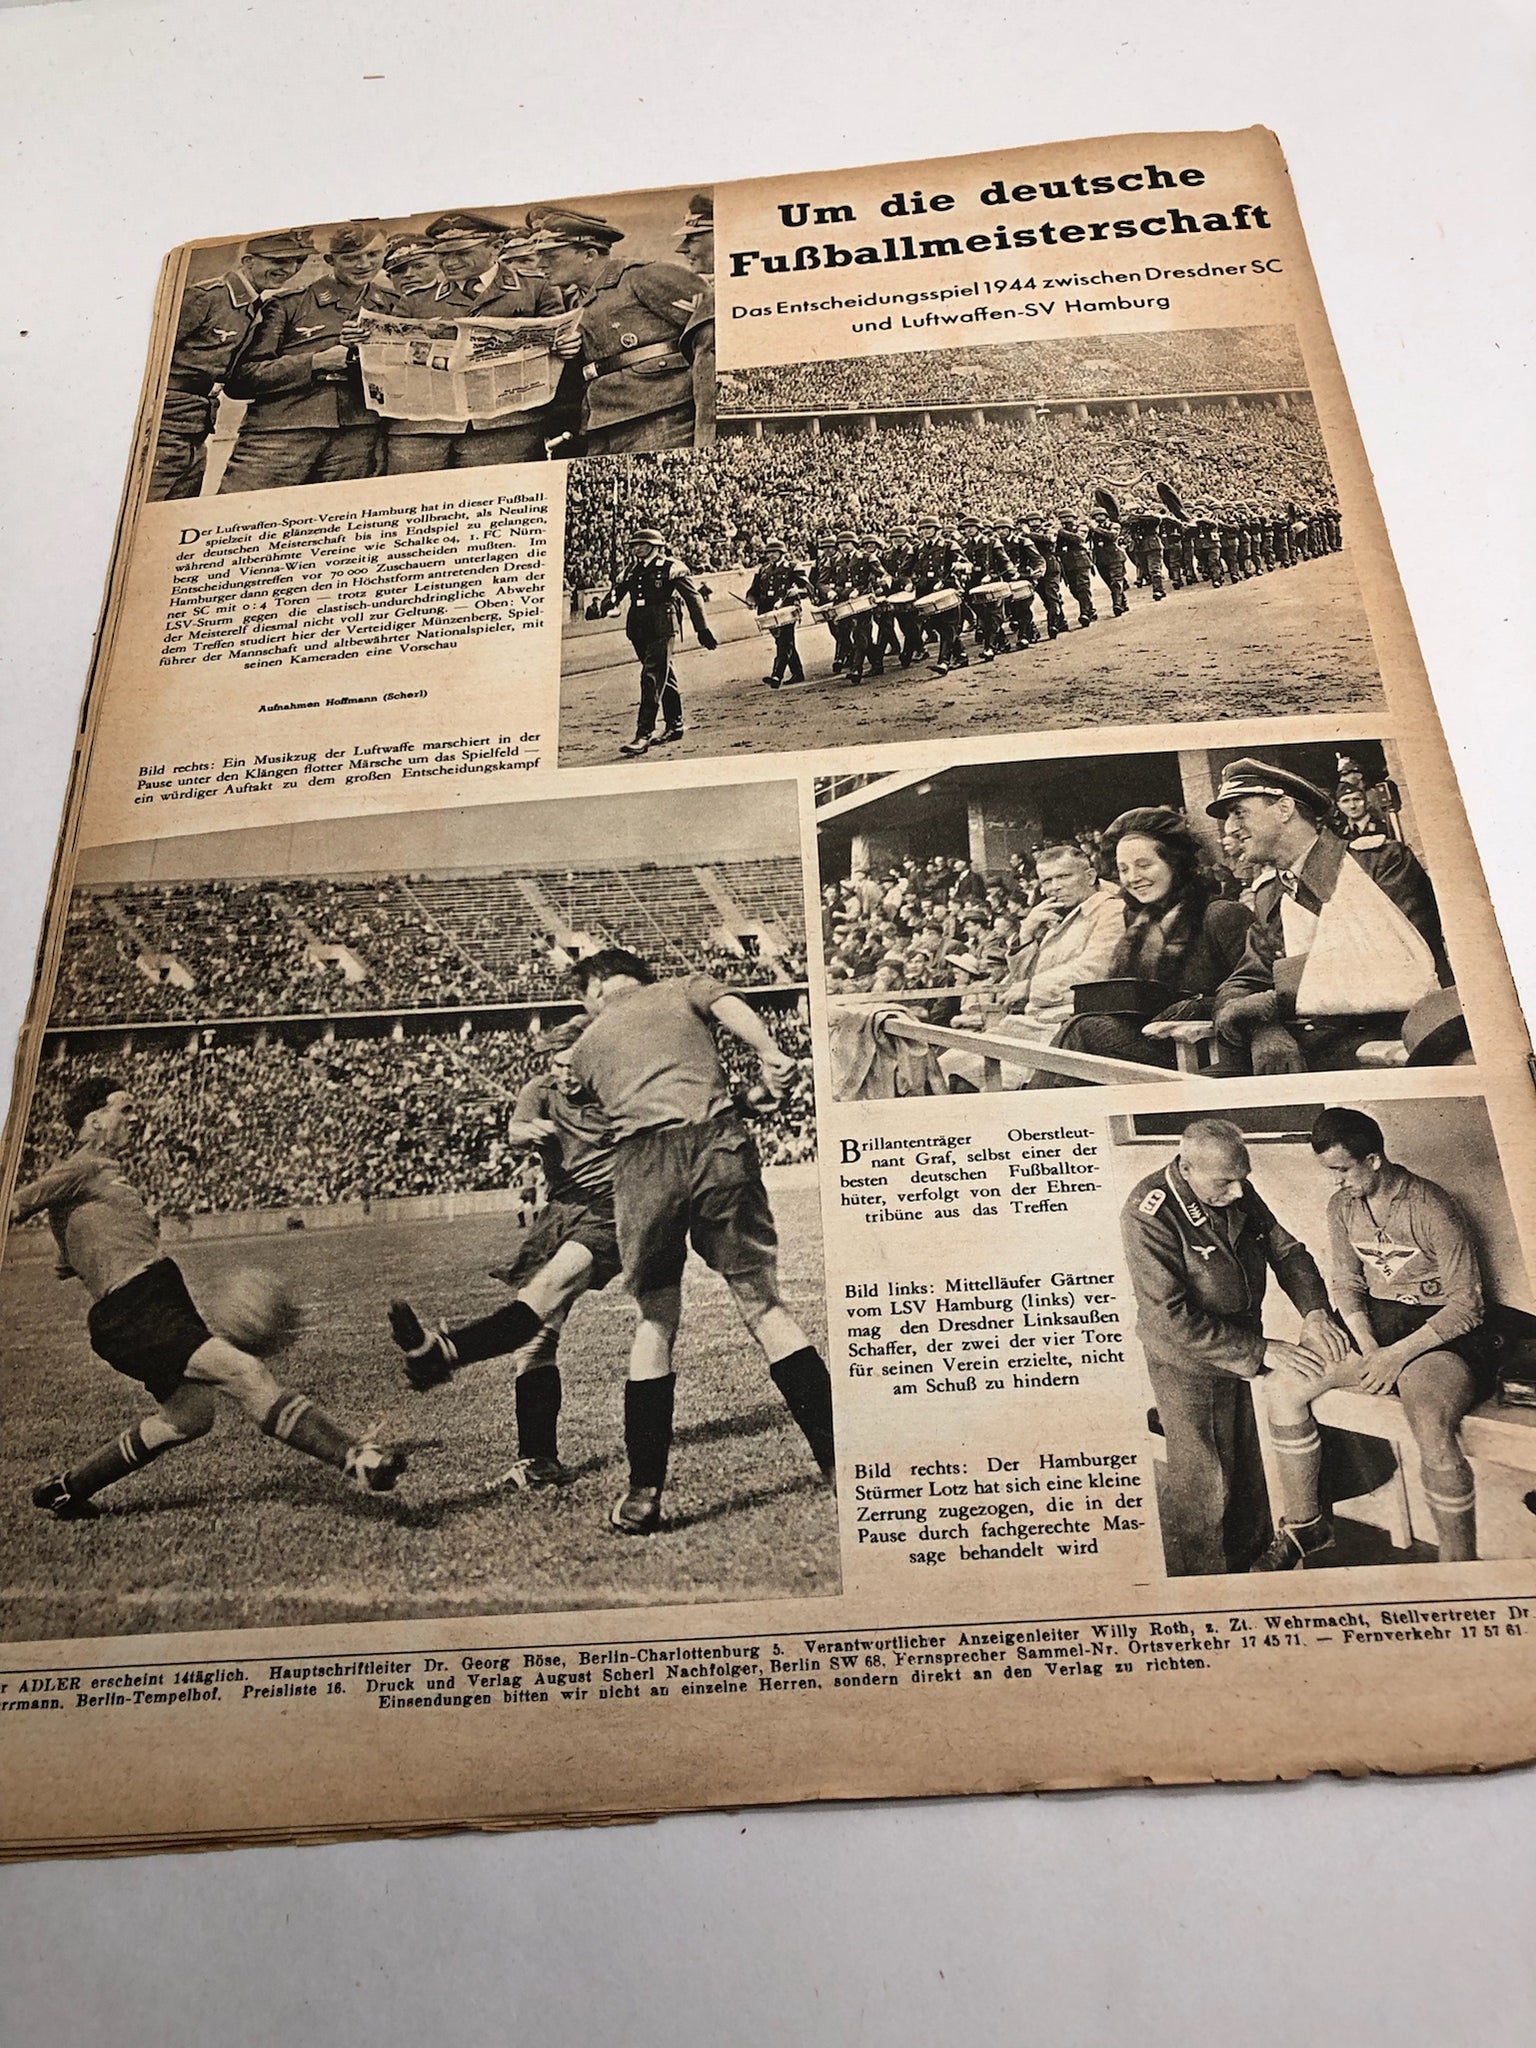 Um die deutsche
Fußballmeisterschaft
Das Entscheidungsspiel 1944 zwischen Dresdner SC
und Luftwaffen-SV Hamburg
Der Luftwaffen-Sport-Verein Hamburg hat in dieser Fußball-
spielzeit die glänzende Leistung vollbracht, als Neuling
der deutschen Meisterschaft bis ins Endspiel zu gelangen,
während altberühmte Vereine wie Schalke 04, 1. FC Nürn-
berg und Vienna-Wien vorzeitig ausscheiden mußten. Im
Entscheidungstreffen vor 70 000 Zuschauern unterlagen die
Hamburger dann gegen den in Höchstform antretenden Dresd-
ner SC mit 0:4 Toren — trotz guter Leistungen kam der
LSV-Sturm gegen die elastisch-undurchdringliche Abwehr
der Meisterelf diesmal nicht voll zur Geltung. — Oben: Vor
dem Treffen studiert hier der Verteidiger Münzenberg, Spiel-
führer der Mannschaft und altbewährter Nationalspieler, mit
seinen Kameraden eine Vorschau
Aufnahmen Hoffmann (Scherl)
Bild rechts: Ein Musikzug der Luftwaffe marschiert in der
Pause unter den Klängen flotter Märsche um das Spielfeld —
ein würdiger Auftakt zu dem großen Entscheidungskampf
Brillantenträger Oberstleut-
nant Graf, selbst einer der
besten deutschen Fußballtor-
hüter, verfolgt von der Ehren-
tribüne aus das Treffen
Bild links: Mittelläufer Gärtner
vom LSV Hamburg (links) ver-
mag den Dresdner Linksaußen
Schaffer, der zwei der vier Tore
für seinen Verein erzielte, nicht
am Schuß zu hindern
Bild rechts: Der Hamburger
Stürmer Lotz hat sich eine kleine
Zerrung zugezogen, die in der
Pause durch fachgerechte Mas-
sage behandelt wird
r ADLER erscheint 14täglich. Hauptschriftleiter Dr. Georg Böse, Berlin-Charlottenburg 5. Verantwortlicher Anzeigenleiter Willy Roth, z. Zt. Wehrmacht, Stellvertreter Dr.
rrmann, Berlin-Tempelhof. Preisliste 16. Druck und Verlag August Scherl Nachfolger, Berlin SW 68, Fernsprecher Sammel-Nr. Ortsverkehr 17 45 71. — Fernverkehr 17 57 61.
Einsendungen bitten wir nicht an einzelne Herren, sondern direkt an den Verlag zu richten.